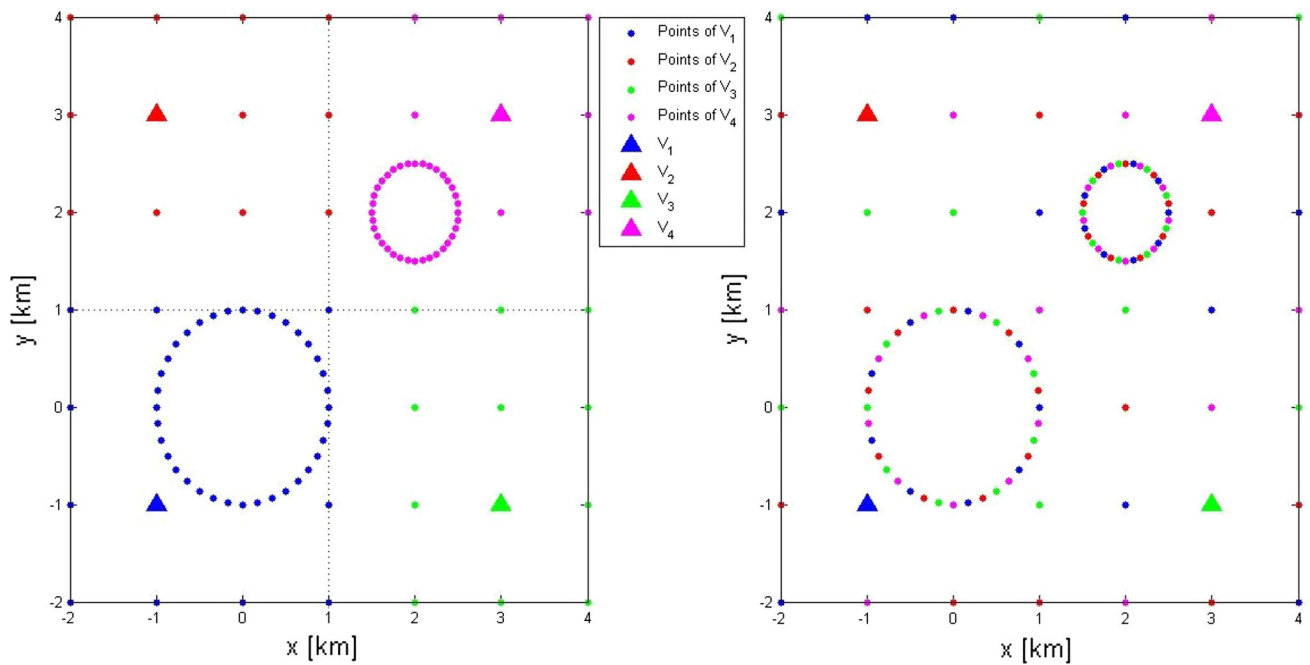 4
3
2
1
0
-1
-2
-2
-1
0
1
2
3
4
x [km]
y [km]
Points of V1
Points of V2
Points of V3
Points of V4
V1
V2
V3
V4
4
3
2
1
0
-1
-2
-2
-1
0
1
2
3
4
x [km]
y [km]